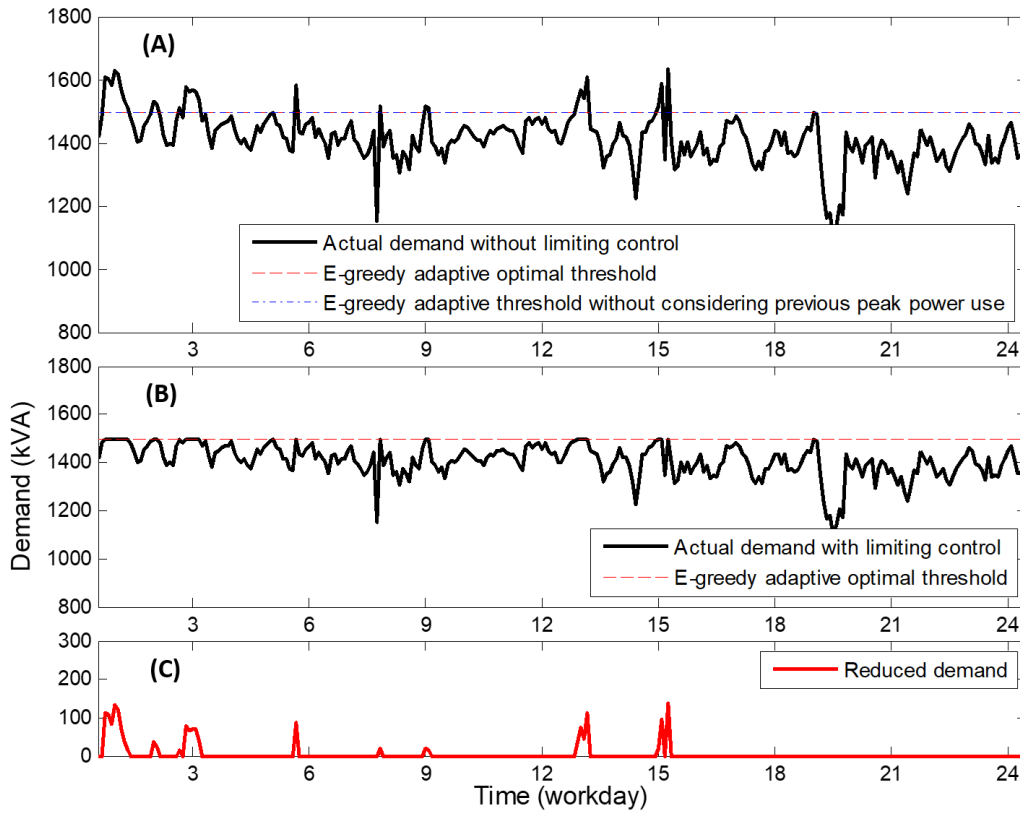 1800
(A)
1600
1400
1200
1000
800
Actual demand without limiting control
E-greedy adaptive optimal threshold
E-greedy adaptive threshold without considering previous peak power use
3 6 9 12 15 18 21 24
1800
(B)
1600
1400
1200
1000
800
Actual demand with limiting control
E-greedy adaptive optimal threshold
3 6 9 12 15 18 21 24
Demand (kVA)
300
(C)
200
100
0
Reduced demand
3 6 9 12 15 18 21 24
Time (workday)